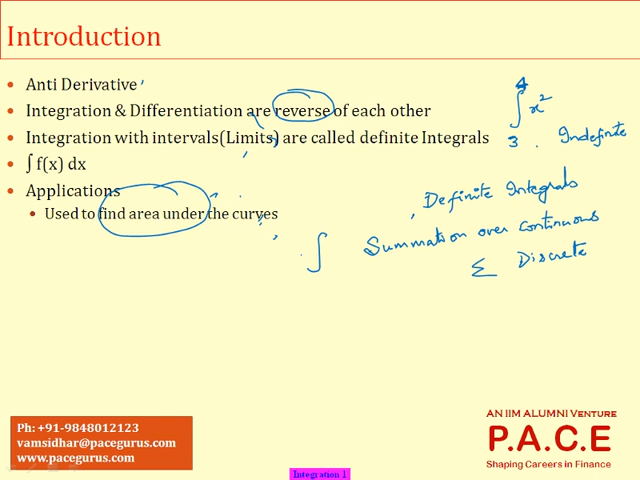 Introduction
Anti Derivative
Integration & Differentiation are reverse of each other
Integration with intervals(Limits) are called definite Integrals
∫ f(x) dx
Applications
Used to find area under the curves
4
∫ x²
3
Indefinite
Definite Integrals
∫ Summation over continuous
Σ Discrete
Ph: +91-9848012123
vamsidhar@pacegurus.com
www.pacegurus.com
AN IIM ALUMNI VENTURE
P.A.C.E
Shaping Careers in Finance
Integration 1